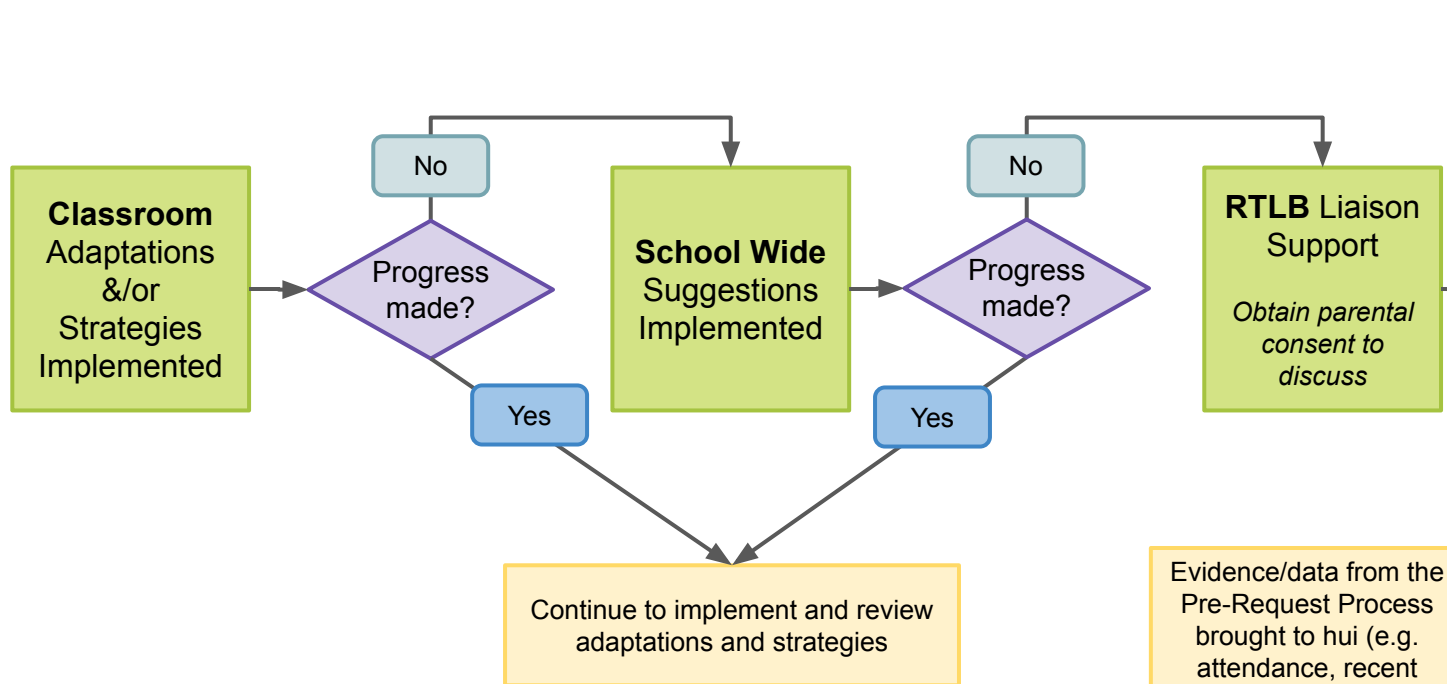 Classroom
Adaptations
&/or
Strategies
Implemented
No
Progress
made?
Yes
School Wide
Suggestions
Implemented
No
Progress
made?
Yes
RTLB Liaison
Support
Obtain parental
consent to
discuss
Continue to implement and review
adaptations and strategies
Evidence/data from the
Pre-Request Process
brought to hui (e.g.
attendance, recent